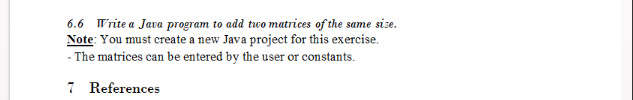 6.6 Write a Java program to add two matrices of the same size.
Note: You must create a new Java project for this exercise.
- The matrices can be entered by the user or constants.
7 References